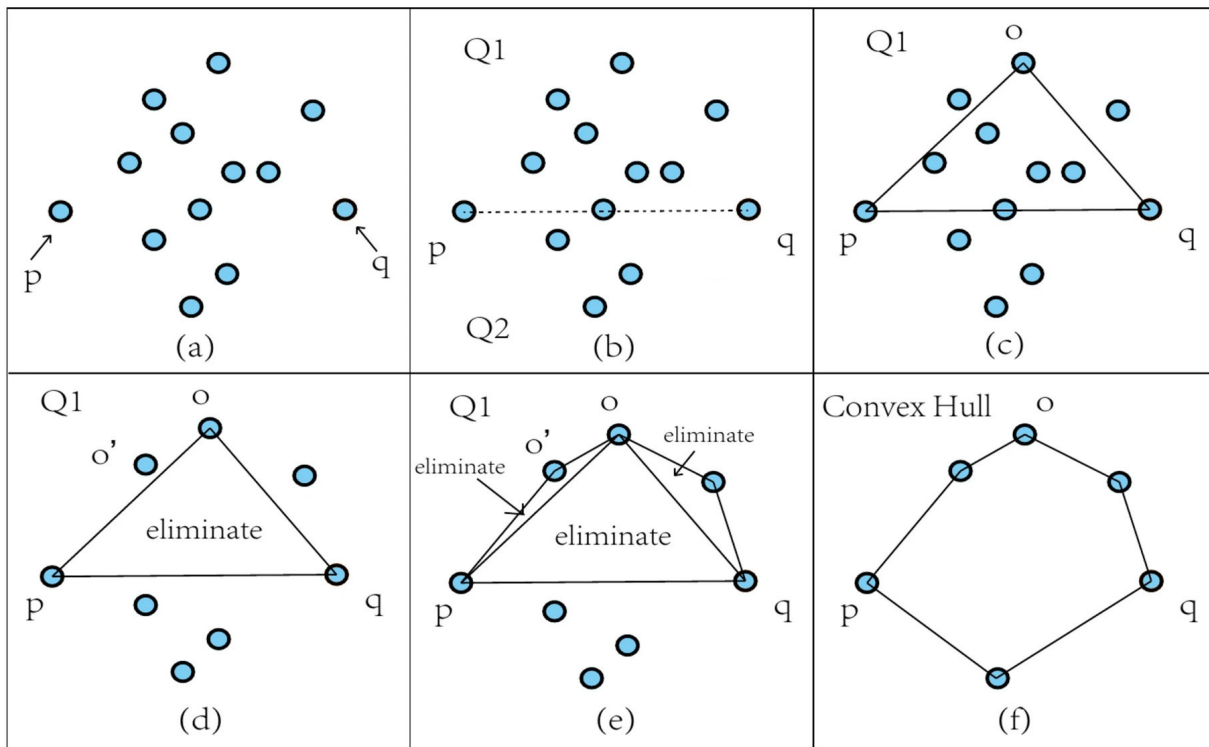 p
q
(a)
Q1
p
q
Q2
(b)
Q1
o
p
q
(c)
Q1
o
o’
eliminate
p
q
(d)
Q1
o
o’
eliminate
eliminate
eliminate
p
q
(e)
Convex Hull
o
p
q
(f)